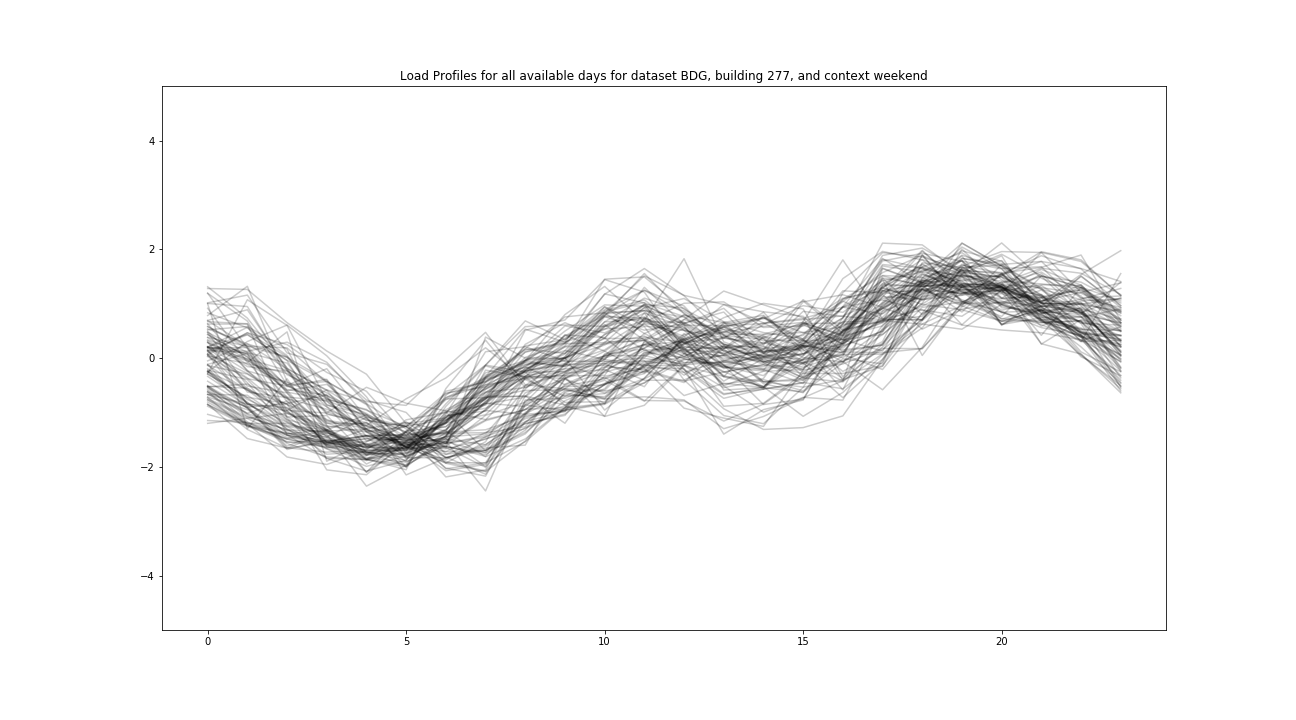 Load Profiles for all available days for dataset BDG, building 277, and context weekend
4
2
0
−2
−4
0 5 10 15 20